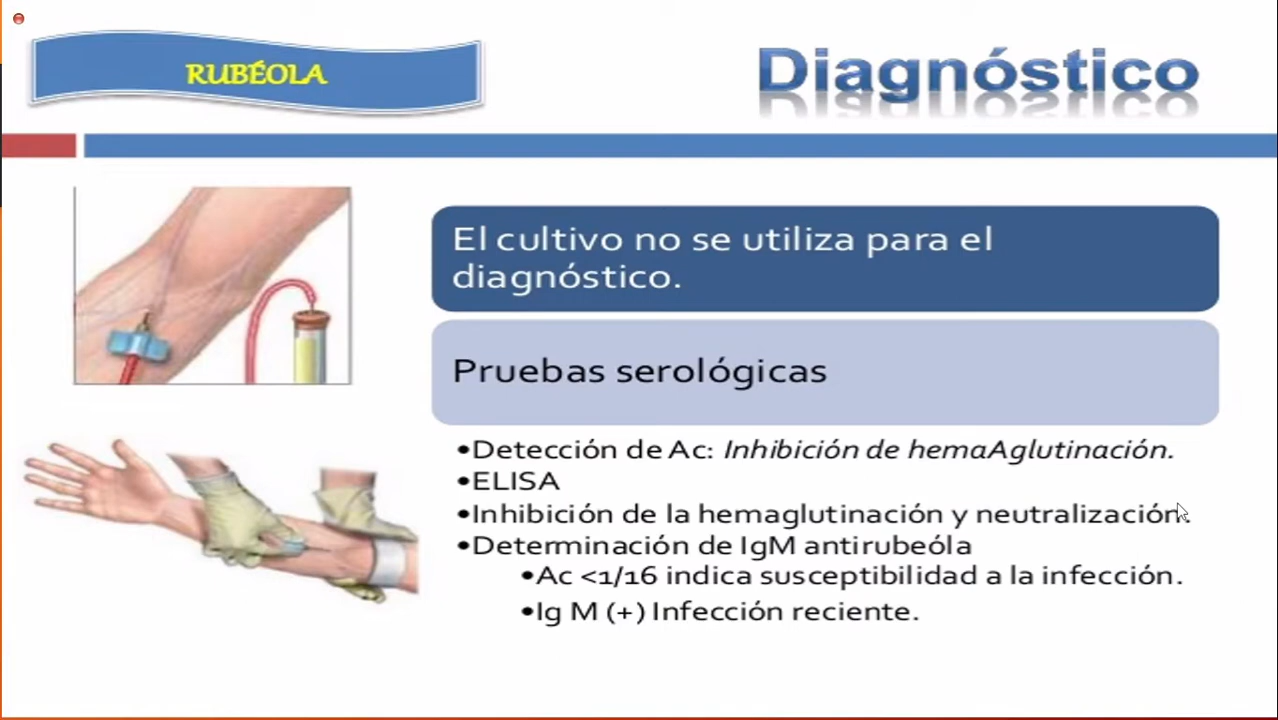 RUBÉOLA
Diagnóstico
El cultivo no se utiliza para el
diagnóstico.
Pruebas serológicas
•Detección de Ac: Inhibición de hemaAglutinación.
•ELISA
•Inhibición de la hemaglutinación y neutralización.
•Determinación de IgM antirubeóla
•Ac <1/16 indica susceptibilidad a la infección.
•Ig M (+) Infección reciente.